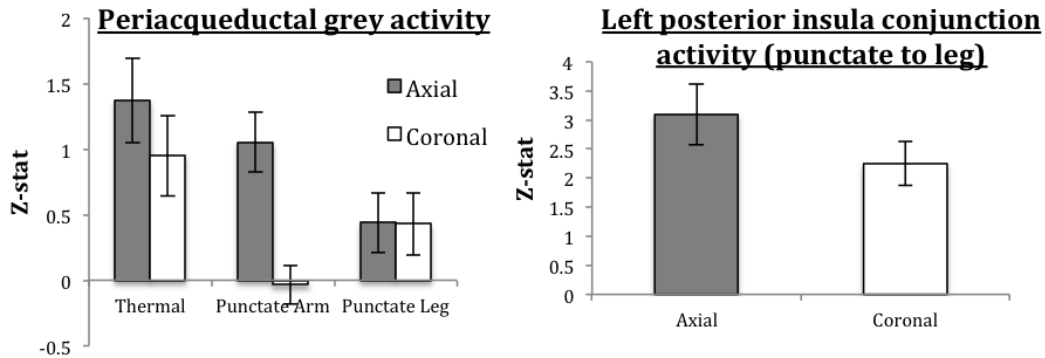 Periacqueductal grey activity
2
1.5
1
0.5
0
-0.5
Z-stat
Axial
Coronal
Thermal Punctate Arm Punctate Leg
Left posterior insula conjunction
activity (punctate to leg)
4
3.5
3
2.5
2
1.5
1
0.5
0
Z-stat
Axial Coronal